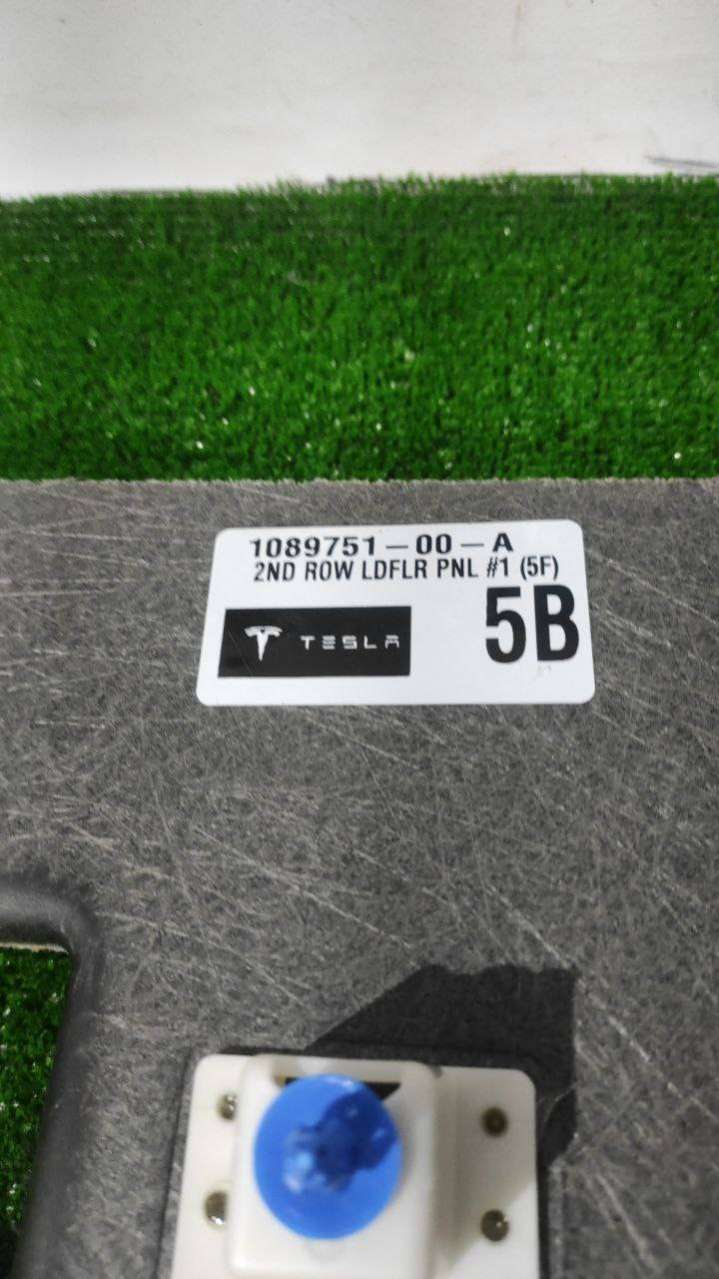 1089751-00-A
2ND ROW LDFLR PNL #1 (5F)
TESLA
5B